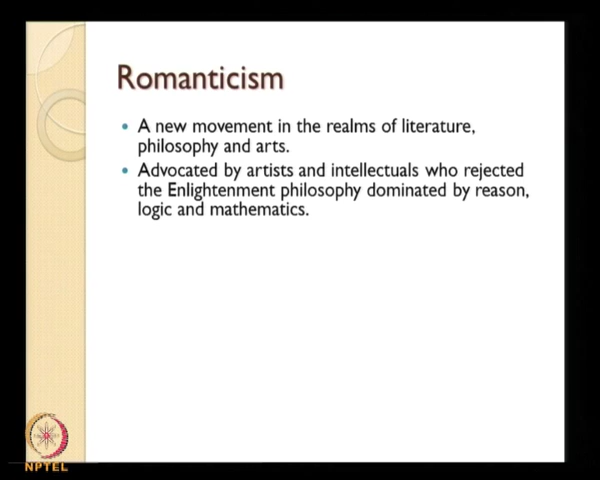 Romanticism
• A new movement in the realms of literature,
philosophy and arts.
• Advocated by artists and intellectuals who rejected
the Enlightenment philosophy dominated by reason,
logic and mathematics.
NPTEL